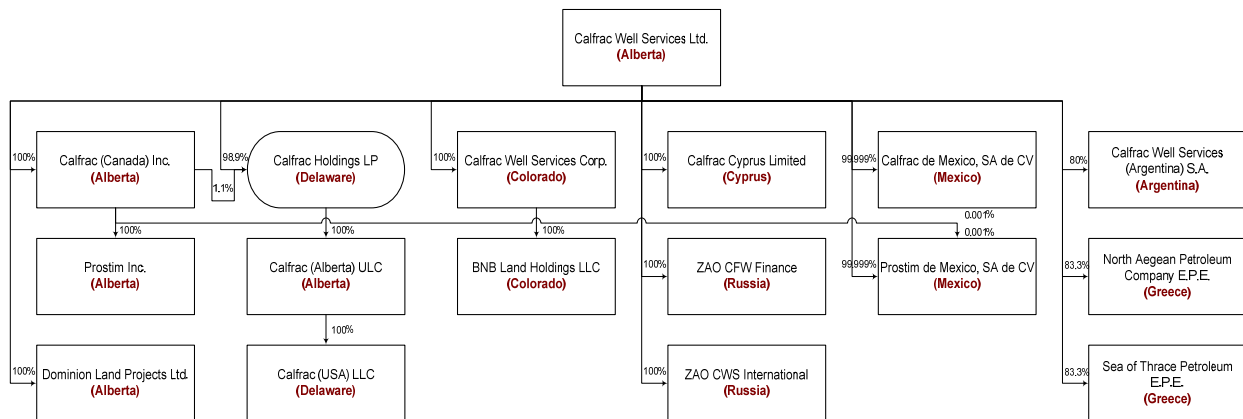 Calfrac Well Services Ltd.
(Alberta)
100%
Calfrac (Canada) Inc.
(Alberta)
1.1%
98.9%
Calfrac Holdings LP
(Delaware)
100%
Calfrac Well Services Corp.
(Colorado)
100%
Calfrac Cyprus Limited
(Cyprus)
99.999%
Calfrac de Mexico, SA de CV
(Mexico)
80%
Calfrac Well Services
(Argentina) S.A.
(Argentina)
0.001%
0.001%
100%
Prostim Inc.
(Alberta)
100%
Calfrac (Alberta) ULC
(Alberta)
100%
BNB Land Holdings LLC
(Colorado)
100%
ZAO CFW Finance
(Russia)
99.999%
Prostim de Mexico, SA de CV
(Mexico)
83.3%
North Aegean Petroleum
Company E.P.E.
(Greece)
100%
Dominion Land Projects Ltd.
(Alberta)
100%
Calfrac (USA) LLC
(Delaware)
100%
ZAO CWS International
(Russia)
83.3%
Sea of Thrace Petroleum
E.P.E.
(Greece)